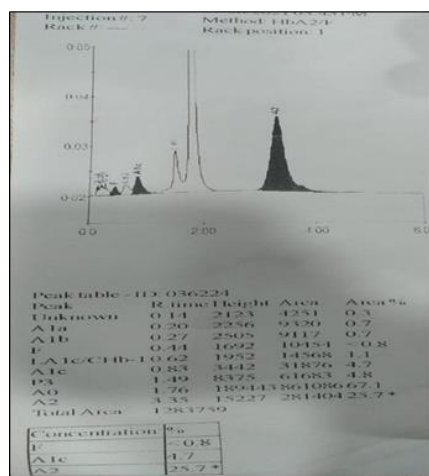 Injection #: 7
Method: HbA2/F
Rack #:
Rack position: 1
0.05
0.04
0.03
0.02
0.0
2.00
4.00
6.0
A1c
Peak table - ID: 036224
Peak R time Height Area Area %
Unknown 0.14 2123 4251 0.3
A1a 0.20 2256 9320 0.7
A1b 0.27 2505 9117 0.7
F 0.44 1692 10454 <0.8
LA1c/CHb-1 0.62 1952 14568 1.1
A1c 0.83 3442 31876 4.7
P3 1.49 8375 61683 4.8
A0 1.76 189443 861086 67.1
A2 3.35 15227 281404 25.7*
Total Area 1283759
Concentration %
F <0.8
A1c 4.7
A2 25.7*